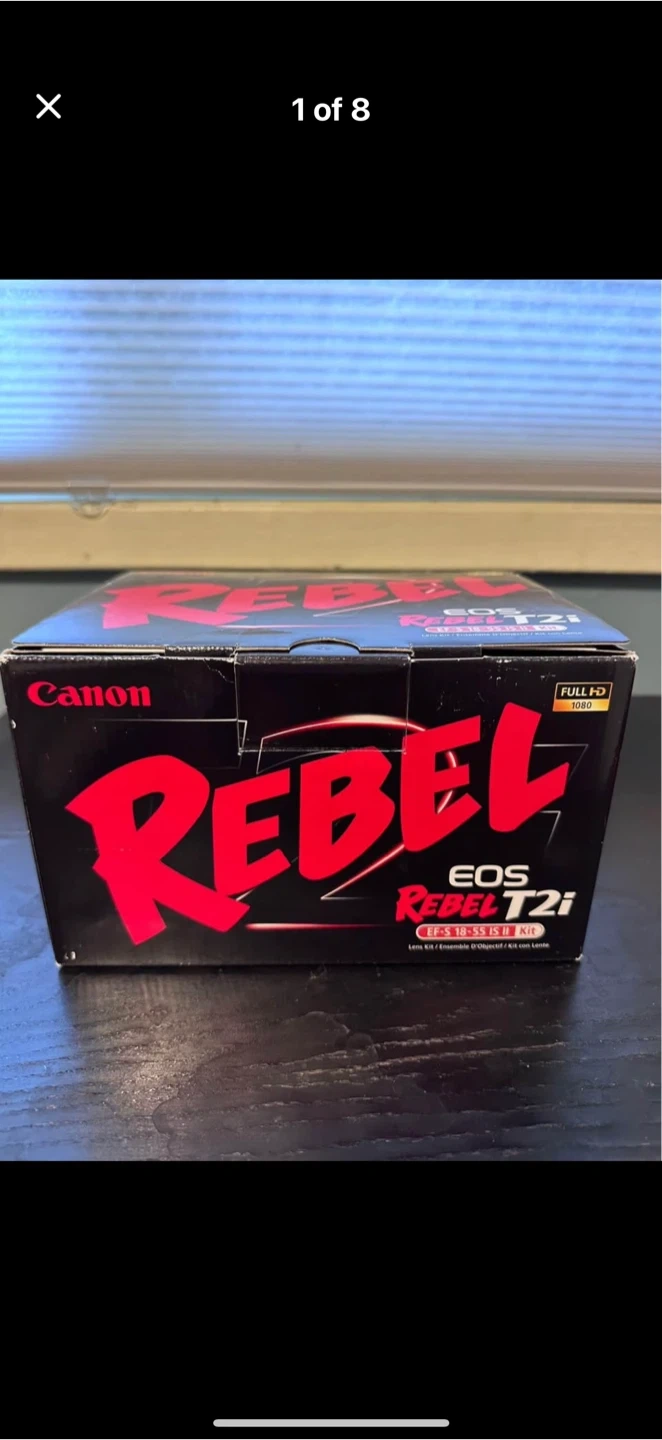 1 of 8
REBEL
EOS
REBEL T2i
Canon
FULL HD
1080
REBEL
EOS
REBEL T2i
EF-S 18-55 IS II Kit
Lens Kit / Ensemble D'Objectif / Kit con Lente